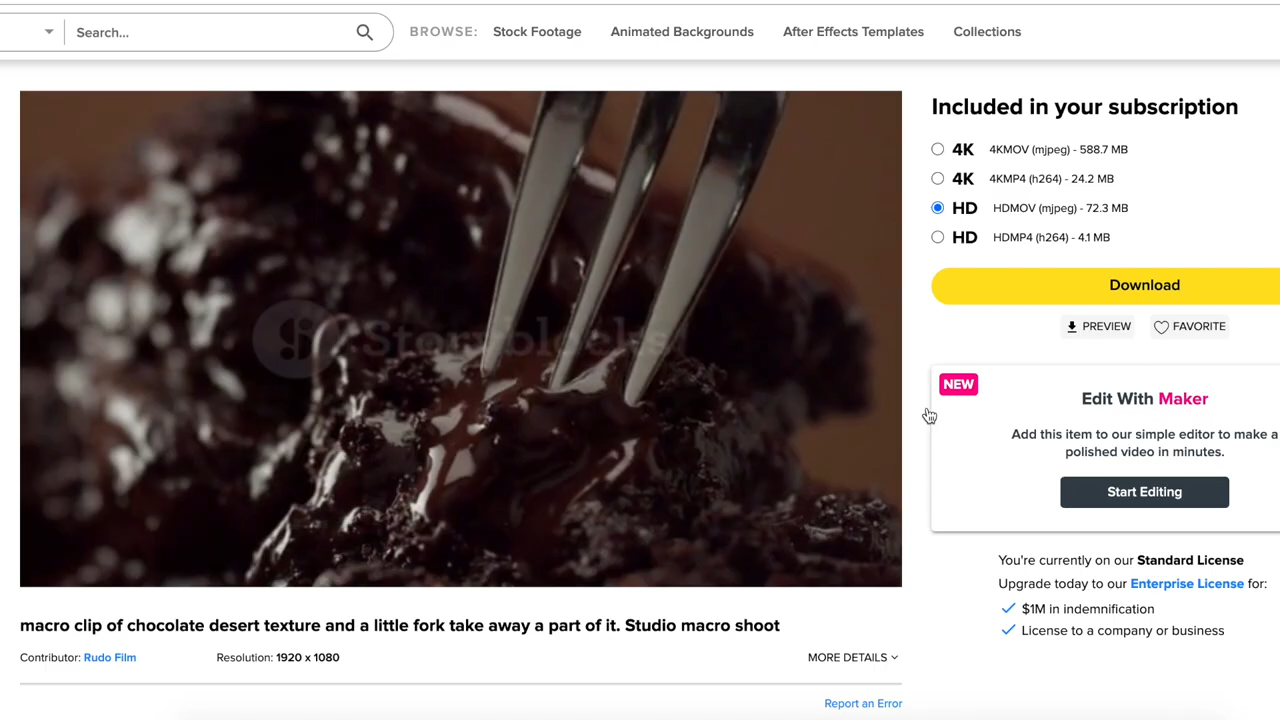 Search...
BROWSE: Stock Footage Animated Backgrounds After Effects Templates Collections
Storyblocks
macro clip of chocolate desert texture and a little fork take away a part of it. Studio macro shoot
Contributor: Rudo Film Resolution: 1920 x 1080 MORE DETAILS
Report an Error
Included in your subscription
4K 4KMOV (mjpeg) - 588.7 MB
4K 4KMP4 (h264) - 24.2 MB
HD HDMOV (mjpeg) - 72.3 MB
HD HDMP4 (h264) - 4.1 MB
Download
PREVIEW FAVORITE
NEW
Edit With Maker
Add this item to our simple editor to make a
polished video in minutes.
Start Editing
You're currently on our Standard License
Upgrade today to our Enterprise License for:
$1M in indemnification
License to a company or business